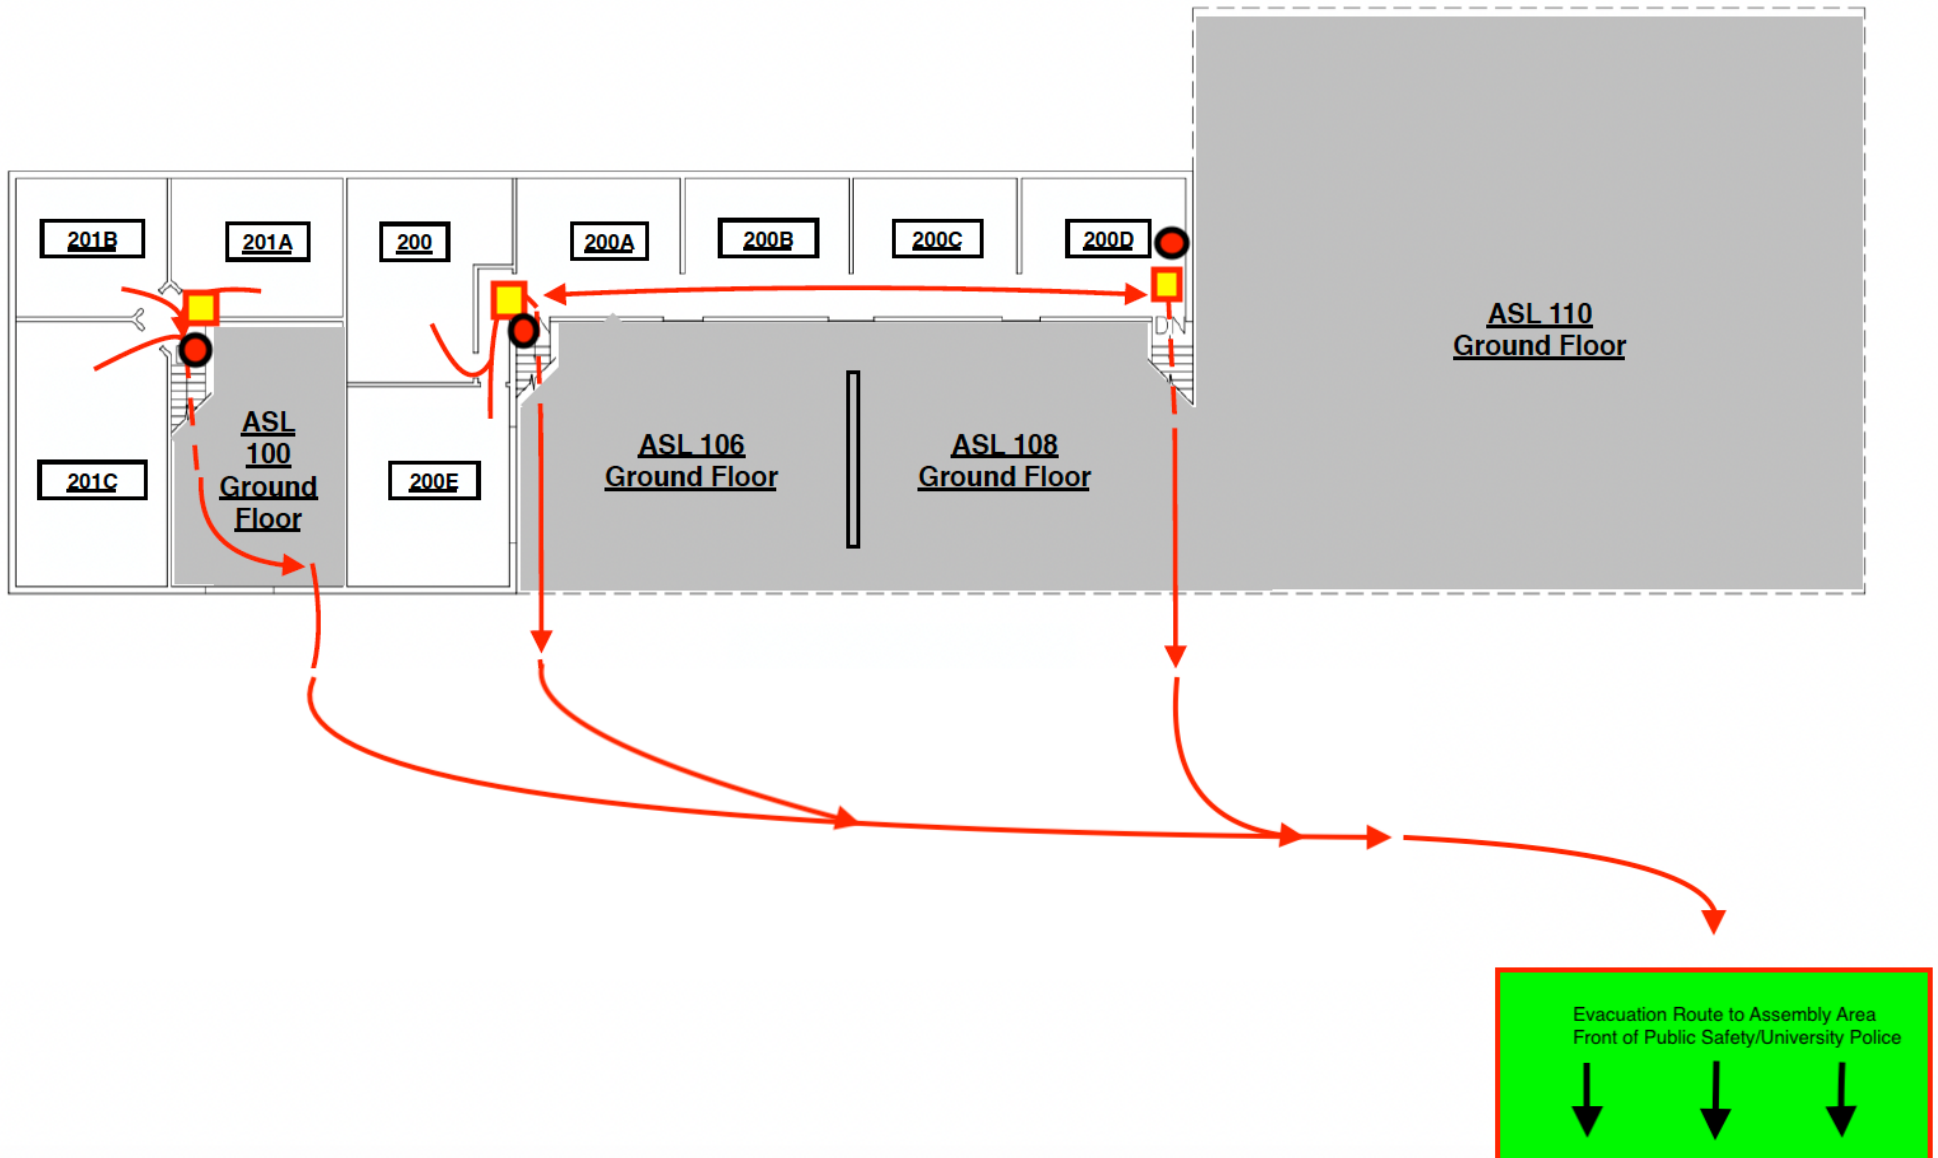 201B
201A
200
200A
200B
200C
200D
ASL 110
Ground Floor
ASL
100
Ground
Floor
ASL 106
Ground Floor
ASL 108
Ground Floor
201C
200E
Evacuation Route to Assembly Area
Front of Public Safety/University Police